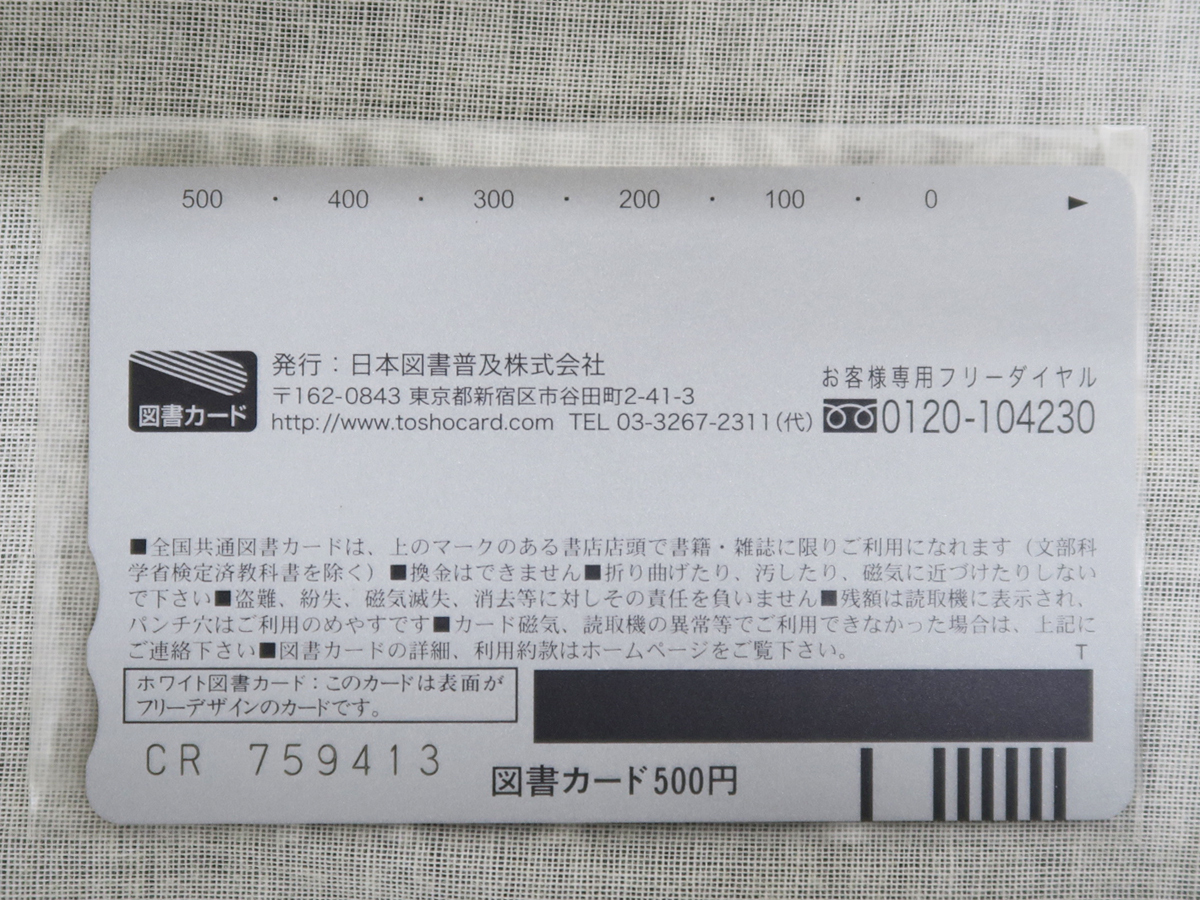 500 ・ 400 ・ 300 ・ 200 ・ 100 ・ 0 ▶
図書カード
発行：日本図書普及株式会社
〒162-0843 東京都新宿区市谷田町2-41-3
http://www.toshocard.com TEL 03-3267-2311(代)
お客様専用フリーダイヤル
0120-104230
■全国共通図書カードは、上のマークのある書店店頭で書籍・雑誌に限りご利用になれます（文部科
学省検定済教科書を除く）■換金はできません■折り曲げたり、汚したり、磁気に近づけたりしない
で下さい■盗難、紛失、磁気滅失、消去等に対しその責任を負いません■残額は読取機に表示され、
パンチ穴はご利用のめやすです■カード磁気、読取機の異常等でご利用できなかった場合は、上記に
ご連絡下さい■図書カードの詳細、利用約款はホームページをご覧下さい。 T
ホワイト図書カード：このカードは表面が
フリーデザインのカードです。
CR 759413
図書カード500円